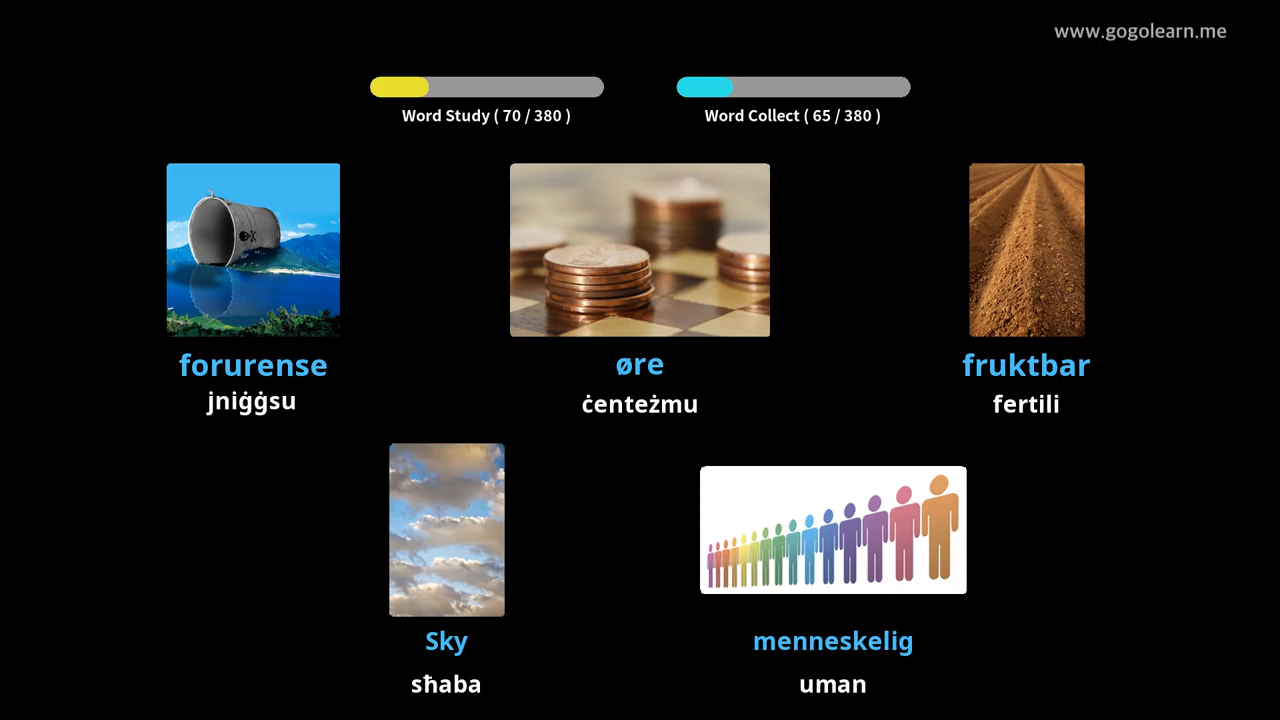 www.gogolearn.me
Word Study ( 70 / 380 )
Word Collect ( 65 / 380 )
forurense
jniġġsu
øre
ċenteżmu
fruktbar
fertili
Sky
sħaba
menneskelig
uman